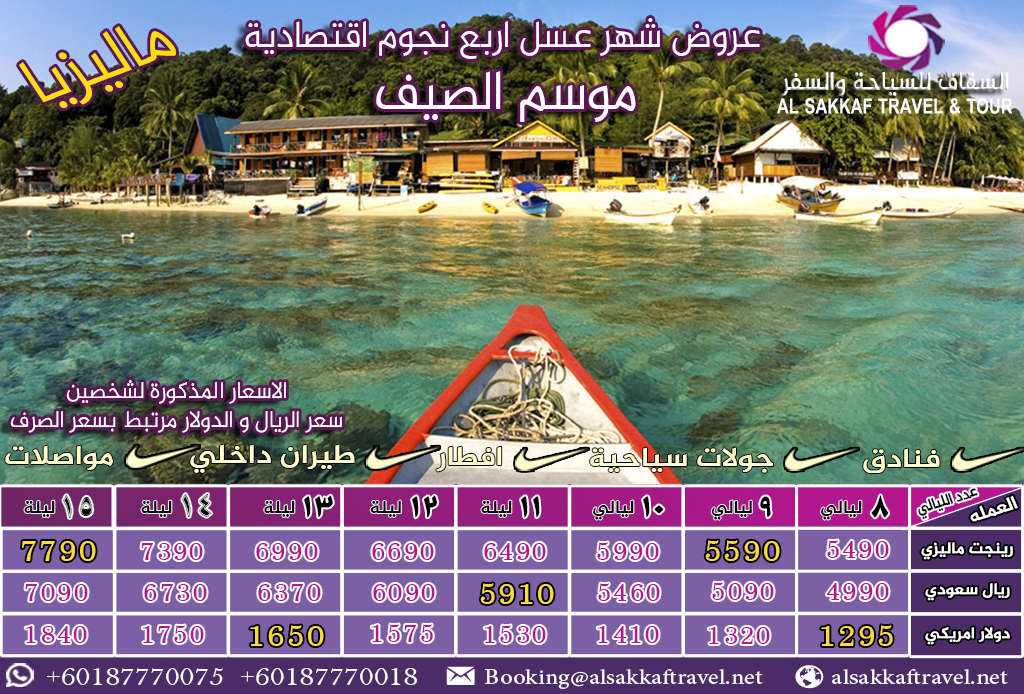 ماليزيا
عروض شهر عسل اربع نجوم اقتصادية
موسم الصيف
السقاف للسياحة والسفر
AL SAKKAF TRAVEL & TOUR
الاسعار المذكورة لشخصين
سعر الريال و الدولار مرتبط بسعر الصرف
فنادق جولات سياحية افطار طيران داخلي مواصلات
عدد الليالي العمله ٨ ليالي ٩ ليالي ١٠ ليالي ١١ ليلة ١٢ ليلة ١٣ ليلة ١٤ ليلة ١٥ ليلة
رينجت ماليزي 5490 5590 5990 6490 6690 6990 7390 7790
ريال سعودي 4990 5090 5460 5910 6090 6370 6730 7090
دولار امريكي 1295 1320 1410 1530 1575 1650 1750 1840
+60187770075 +60187770018 Booking@alsakkaftravel.net alsakkaftravel.net